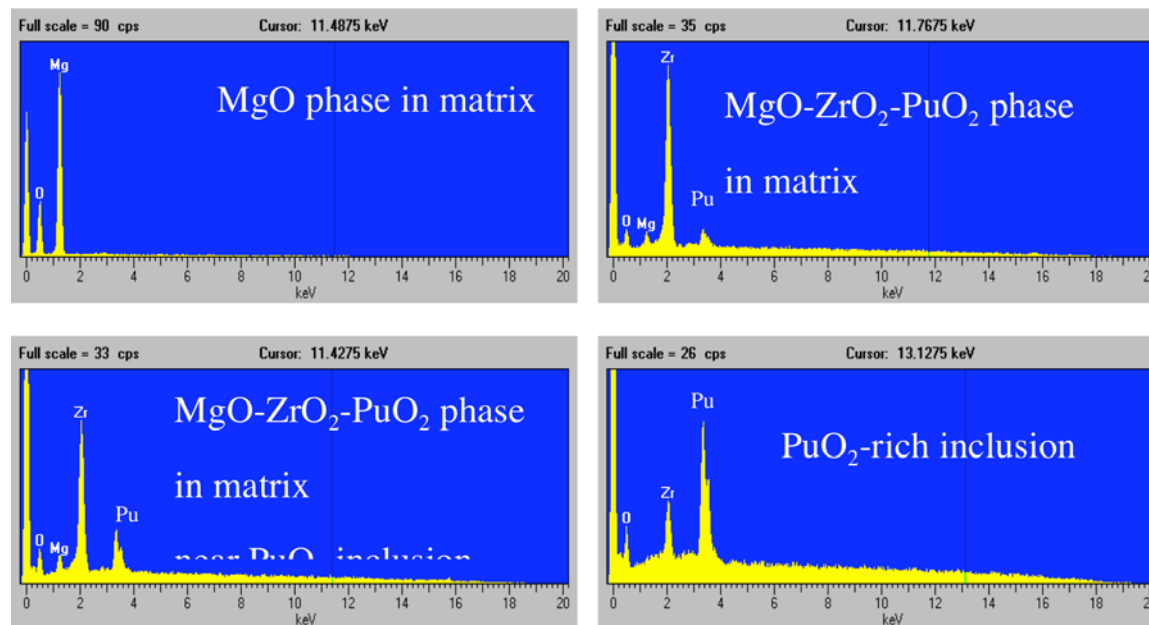 Full scale = 90 cps Cursor: 11.4875 keV
Mg
MgO phase in matrix
O
0 2 4 6 8 10 12 14 16 18 20
keV
Full scale = 35 cps Cursor: 11.7675 keV
Zr
MgO-ZrO₂-PuO₂ phase
in matrix
Pu
O Mg
0 2 4 6 8 10 12 14 16 18 2
keV
Full scale = 33 cps Cursor: 11.4275 keV
Zr
MgO-ZrO₂-PuO₂ phase
in matrix
Pu
O Mg
near PuO₂ inclusion
0 2 4 6 8 10 12 14 16 18 20
keV
Full scale = 26 cps Cursor: 13.1275 keV
Pu
PuO₂-rich inclusion
Zr
O
0 2 4 6 8 10 12 14 16 18 2
keV